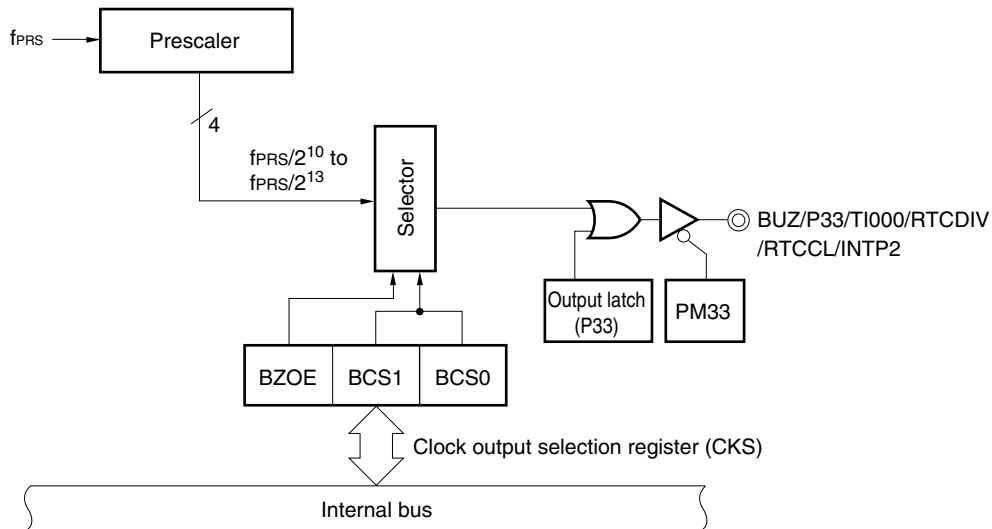 fPRS
Prescaler
4
fPRS/2¹⁰ to
fPRS/2¹³
Selector
BUZ/P33/TI000/RTCDIV
/RTCCL/INTP2
Output latch
(P33)
PM33
BZOE
BCS1
BCS0
Clock output selection register (CKS)
Internal bus